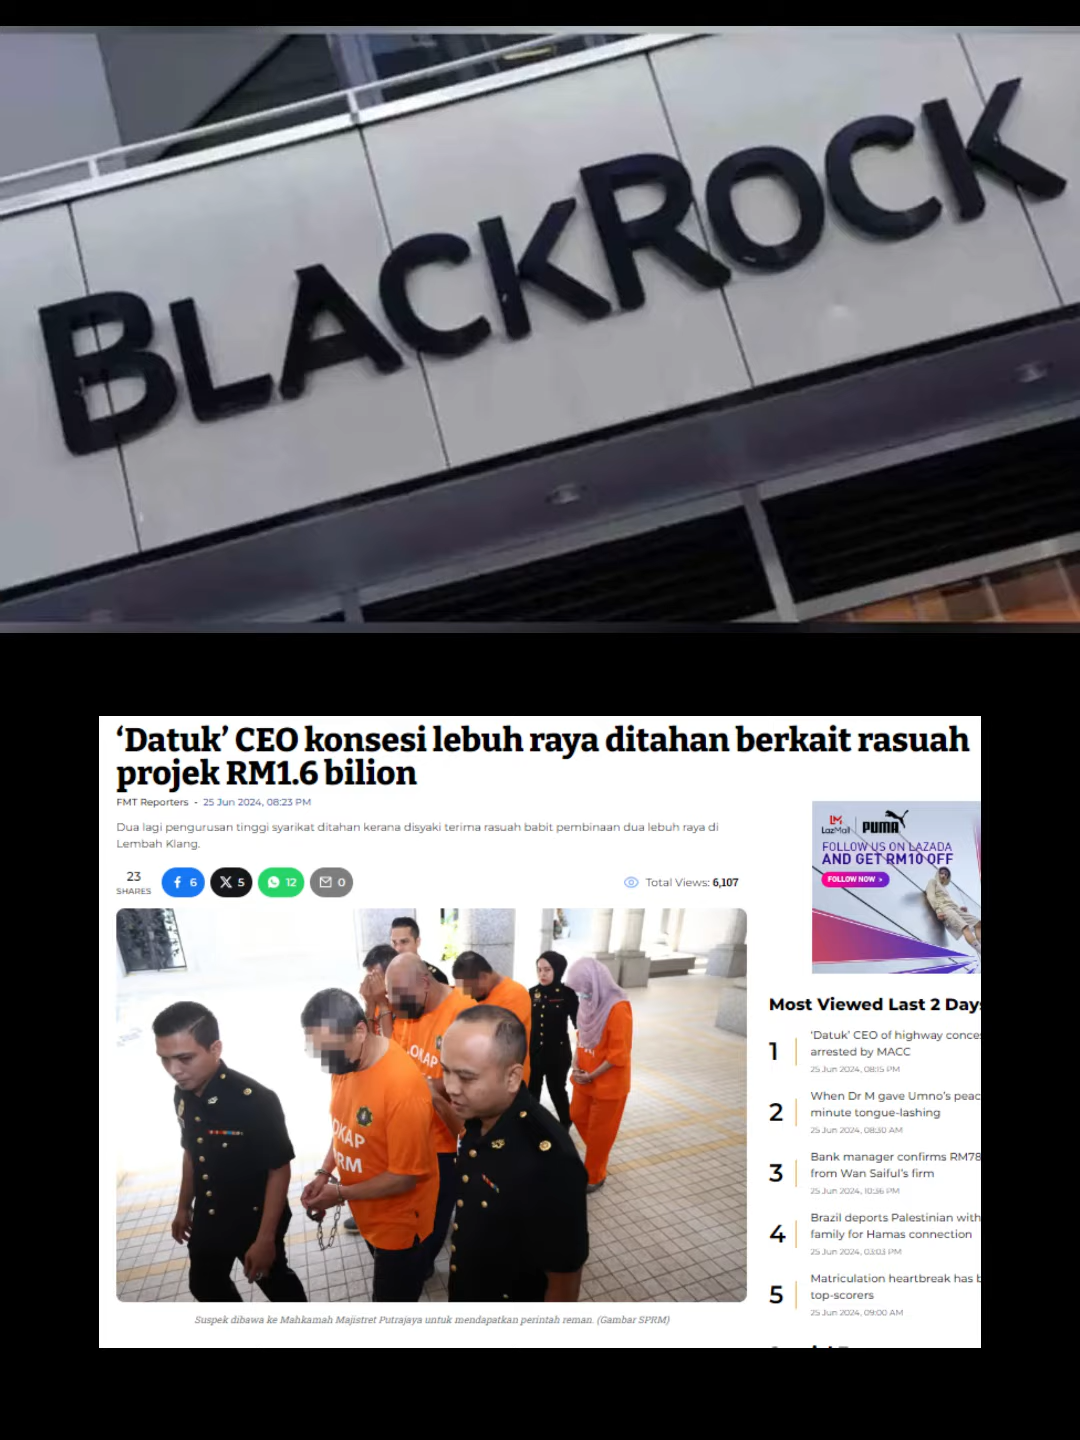 BLACKROCK
‘Datuk’ CEO konsesi lebuh raya ditahan berkait rasuah
projek RM1.6 bilion
FMT Reporters - 25 Jun 2024, 08:23 PM
Dua lagi pengurusan tinggi syarikat ditahan kerana disyaki terima rasuah babit pembinaan dua lebuh raya di
Lembah Klang.
23
SHARES
6
5
12
0
Total Views: 6,107
LOKAP
OKAP
RM
Suspek dibawa ke Mahkamah Majistret Putrajaya untuk mendapatkan perintah reman. (Gambar SPRM)
LM
LazMall
PUMA
FOLLOW US ON LAZADA
AND GET RM10 OFF
FOLLOW NOW >
Most Viewed Last 2 Days
1
‘Datuk’ CEO of highway conce
arrested by MACC
25 Jun 2024, 08:15 PM
2
When Dr M gave Umno’s peac
minute tongue-lashing
25 Jun 2024, 08:30 AM
3
Bank manager confirms RM78
from Wan Saiful’s firm
25 Jun 2024, 10:36 PM
4
Brazil deports Palestinian with
family for Hamas connection
25 Jun 2024, 03:03 PM
5
Matriculation heartbreak has b
top-scorers
25 Jun 2024, 09:00 AM